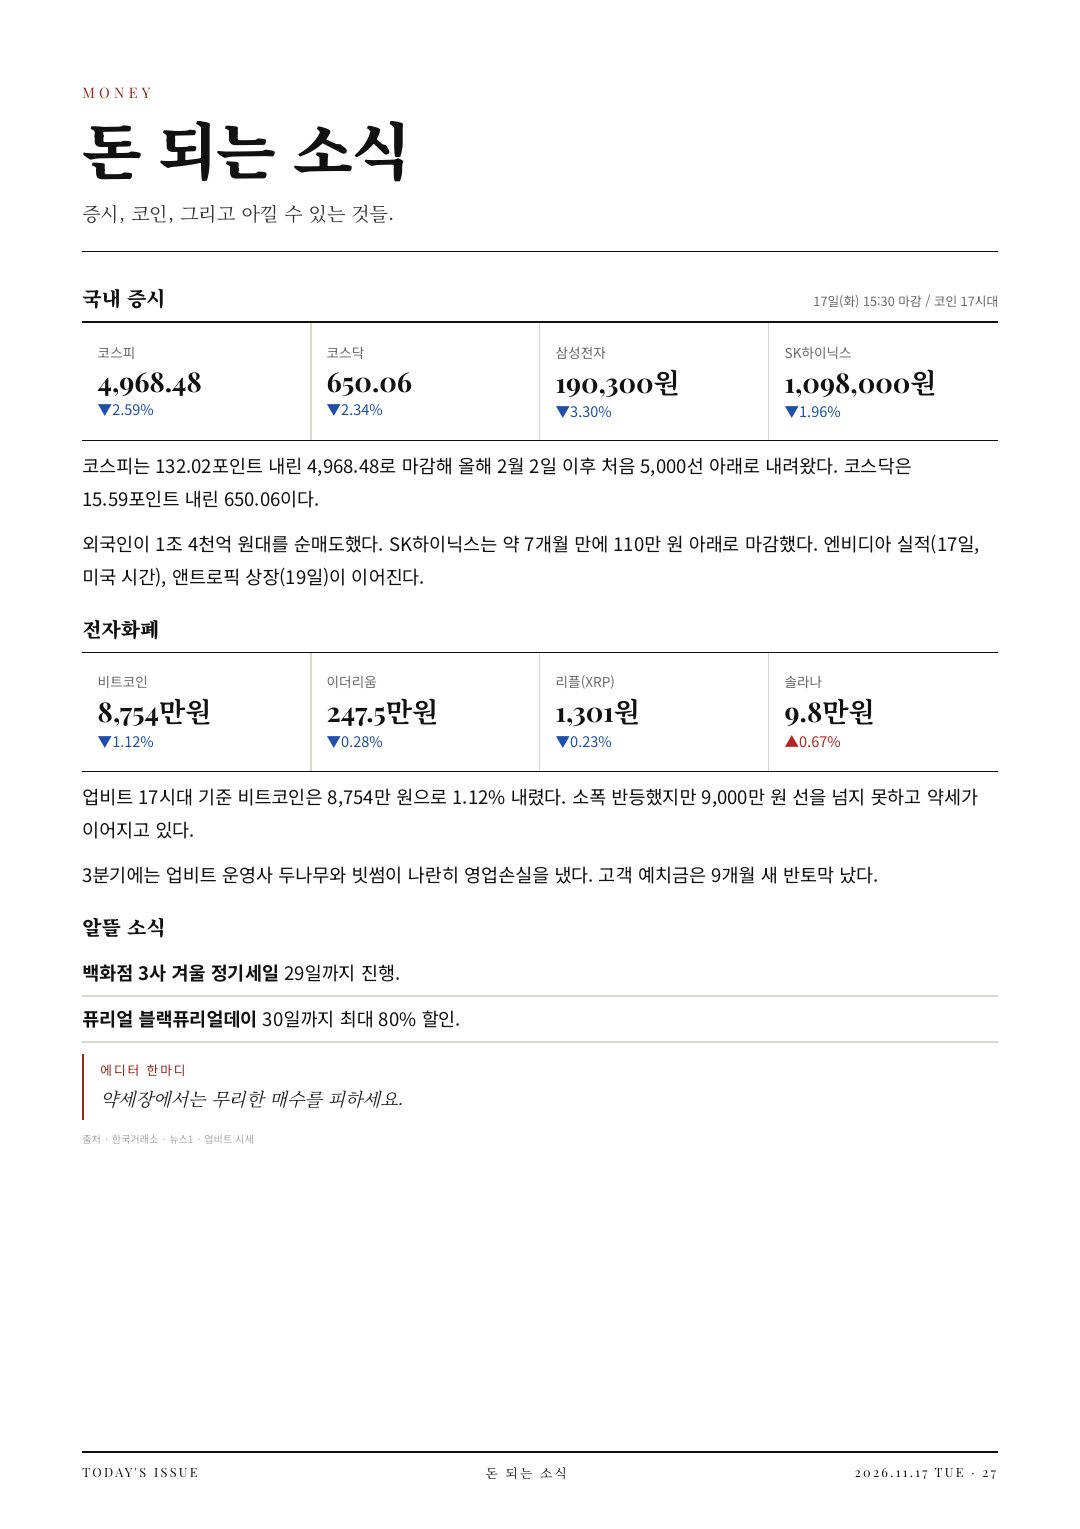 MONEY
돈 되는 소식
증시, 코인, 그리고 아낄 수 있는 것들.
국내 증시
17일(화) 15:30 마감 / 코인 17시대
코스피
4,968.48
▼2.59%
코스닥
650.06
▼2.34%
삼성전자
190,300원
▼3.30%
SK하이닉스
1,098,000원
▼1.96%
코스피는 132.02포인트 내린 4,968.48로 마감해 올해 2월 2일 이후 처음 5,000선 아래로 내려왔다. 코스닥은
15.59포인트 내린 650.06이다.
외국인이 1조 4천억 원대를 순매도했다. SK하이닉스는 약 7개월 만에 110만 원 아래로 마감했다. 엔비디아 실적(17일,
미국 시간), 앤트로픽 상장(19일)이 이어진다.
전자화폐
비트코인
8,754만원
▼1.12%
이더리움
247.5만원
▼0.28%
리플(XRP)
1,301원
▼0.23%
솔라나
9.8만원
▲0.67%
업비트 17시대 기준 비트코인은 8,754만 원으로 1.12% 내렸다. 소폭 반등했지만 9,000만 원 선을 넘지 못하고 약세가
이어지고 있다.
3분기에는 업비트 운영사 두나무와 빗썸이 나란히 영업손실을 냈다. 고객 예치금은 9개월 새 반토막 났다.
알뜰 소식
백화점 3사 겨울 정기세일 29일까지 진행.
퓨리얼 블랙퓨리얼데이 30일까지 최대 80% 할인.
에디터 한마디
약세장에서는 무리한 매수를 피하세요.
출처 · 한국거래소 · 뉴스1 · 업비트 시세
TODAY'S ISSUE
돈 되는 소식
2026.11.17 TUE · 27